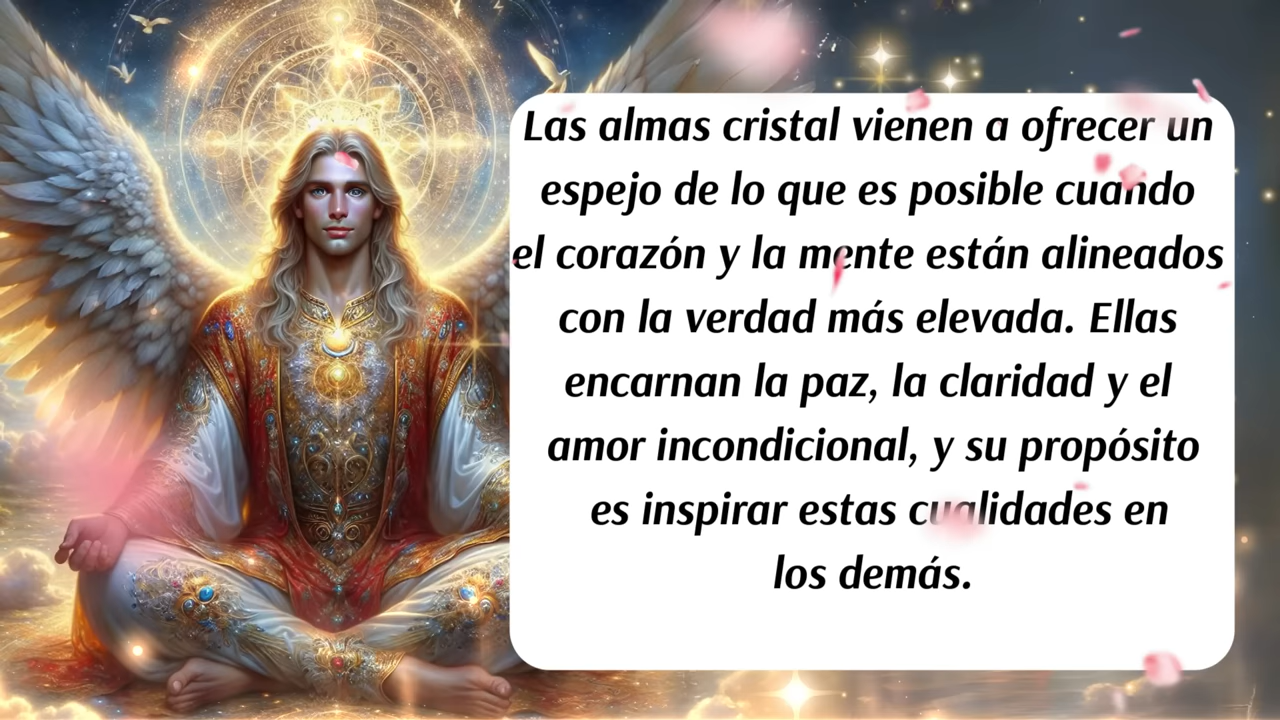 Las almas cristal vienen a ofrecer un
espejo de lo que es posible cuando
el corazón y la mente están alineados
con la verdad más elevada. Ellas
encarnan la paz, la claridad y el
amor incondicional, y su propósito
es inspirar estas cualidades en
los demás.